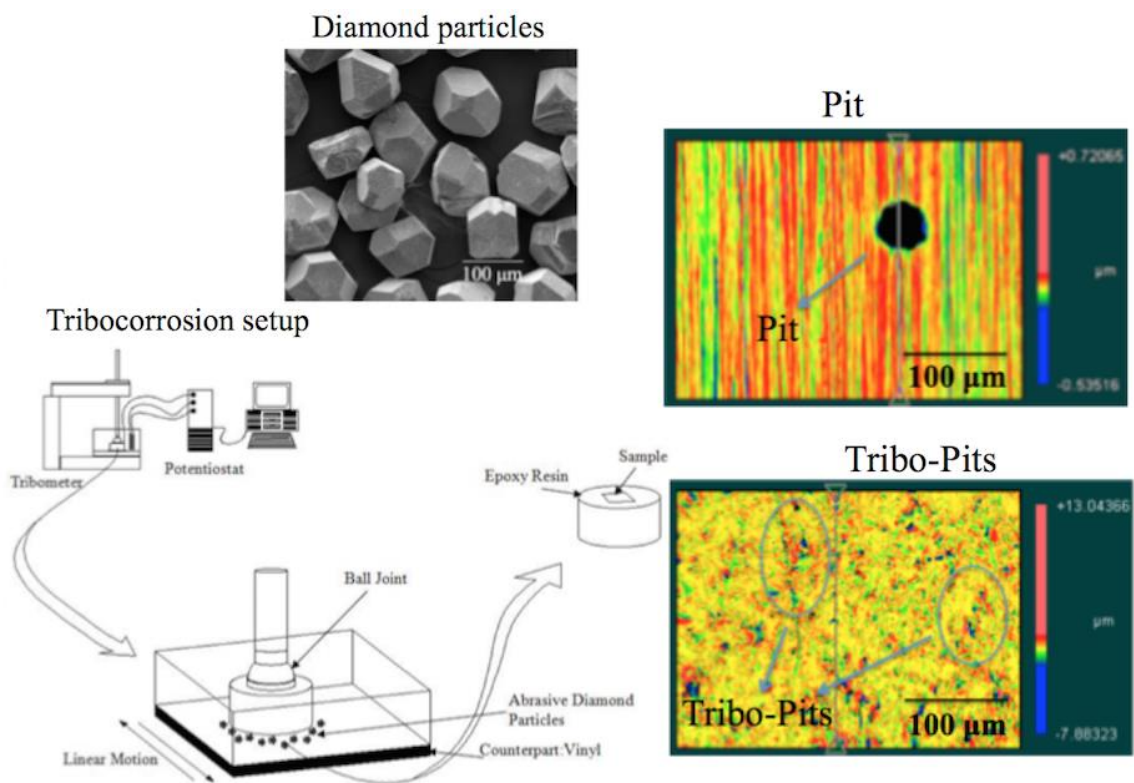 Diamond particles
100 µm
Pit
+0.72065
µm
-0.53516
Pit
100 µm
Tribocorrosion setup
Tribometer
Potentiostat
Epoxy Resin
Sample
Tribo-Pits
+13.04366
µm
-7.88323
Tribo-Pits
100 µm
Ball Joint
Abrasive Diamond
Particles
Counterpart:Vinyl
Linear Motion